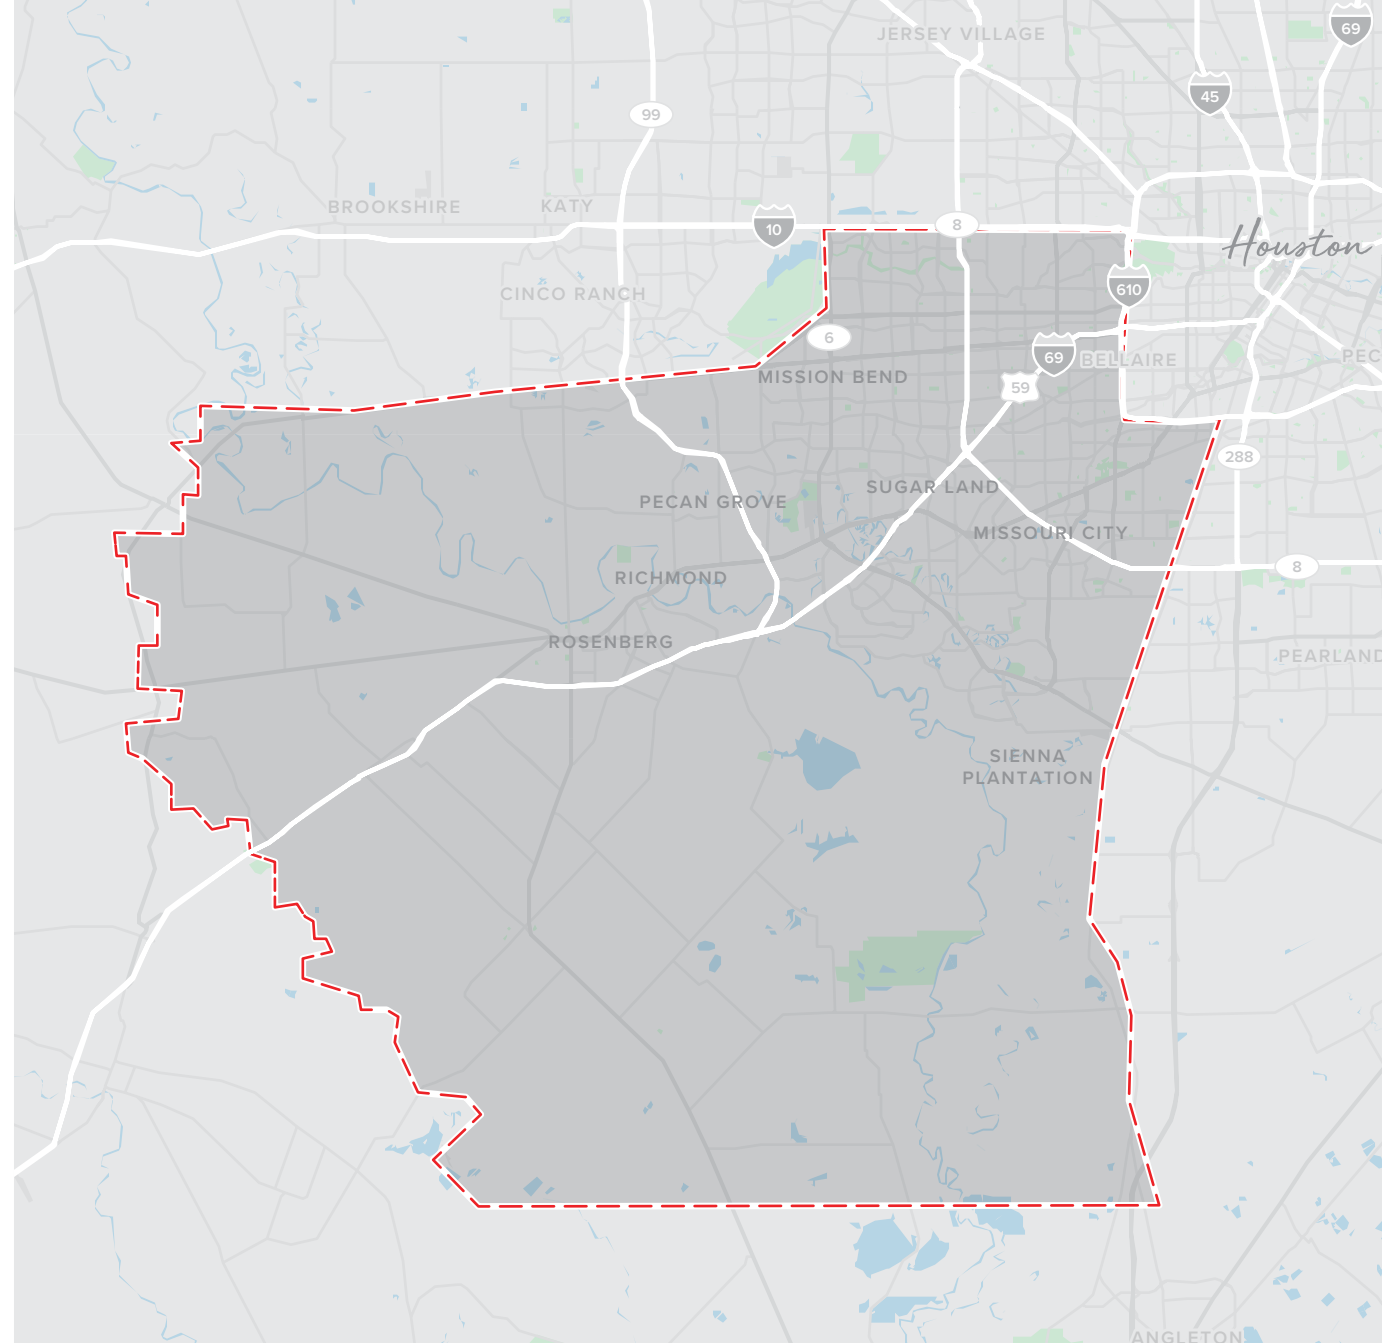 JERSEY VILLAGE
69
45
99
BROOKSHIRE
KATY
10
8
Houston
CINCO RANCH
610
6
69
BELLAIRE
PEC
MISSION BEND
59
288
PECAN GROVE
SUGAR LAND
MISSOURI CITY
8
RICHMOND
ROSENBERG
PEARLAND
SIENNA
PLANTATION
ANGLETON